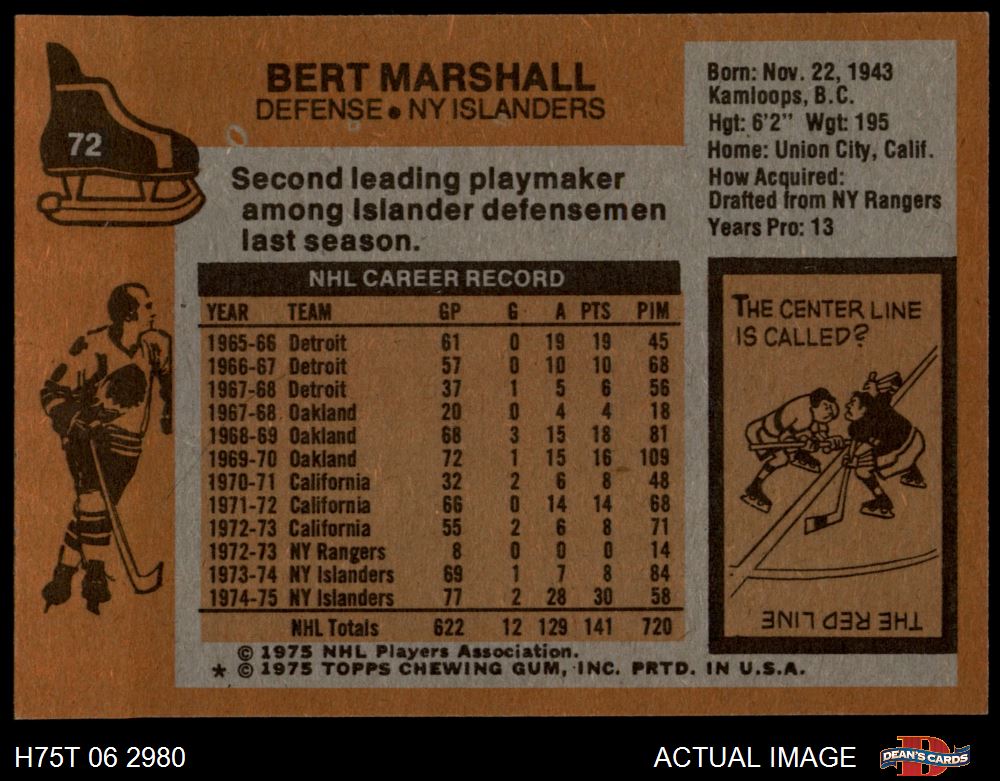 72
BERT MARSHALL
DEFENSE • NY ISLANDERS
Born: Nov. 22, 1943
Kamloops, B.C.
Hgt: 6'2" Wgt: 195
Home: Union City, Calif.
How Acquired:
Drafted from NY Rangers
Years Pro: 13
Second leading playmaker
among Islander defensemen
last season.
NHL CAREER RECORD
YEAR TEAM GP G A PTS PIM
1965-66 Detroit 61 0 19 19 45
1966-67 Detroit 57 0 10 10 68
1967-68 Detroit 37 1 5 6 56
1967-68 Oakland 20 0 4 4 18
1968-69 Oakland 68 3 15 18 81
1969-70 Oakland 72 1 15 16 109
1970-71 California 32 2 6 8 48
1971-72 California 66 0 14 14 68
1972-73 California 55 2 6 8 71
1972-73 NY Rangers 8 0 0 0 14
1973-74 NY Islanders 69 1 7 8 84
1974-75 NY Islanders 77 2 28 30 58
NHL Totals 622 12 129 141 720
© 1975 NHL Players Association.
* © 1975 TOPPS CHEWING GUM, INC. PRTD. IN U.S.A.
THE CENTER LINE
IS CALLED?
THE RED LINE
H75T 06 2980
ACTUAL IMAGE
DEAN'S CARDS